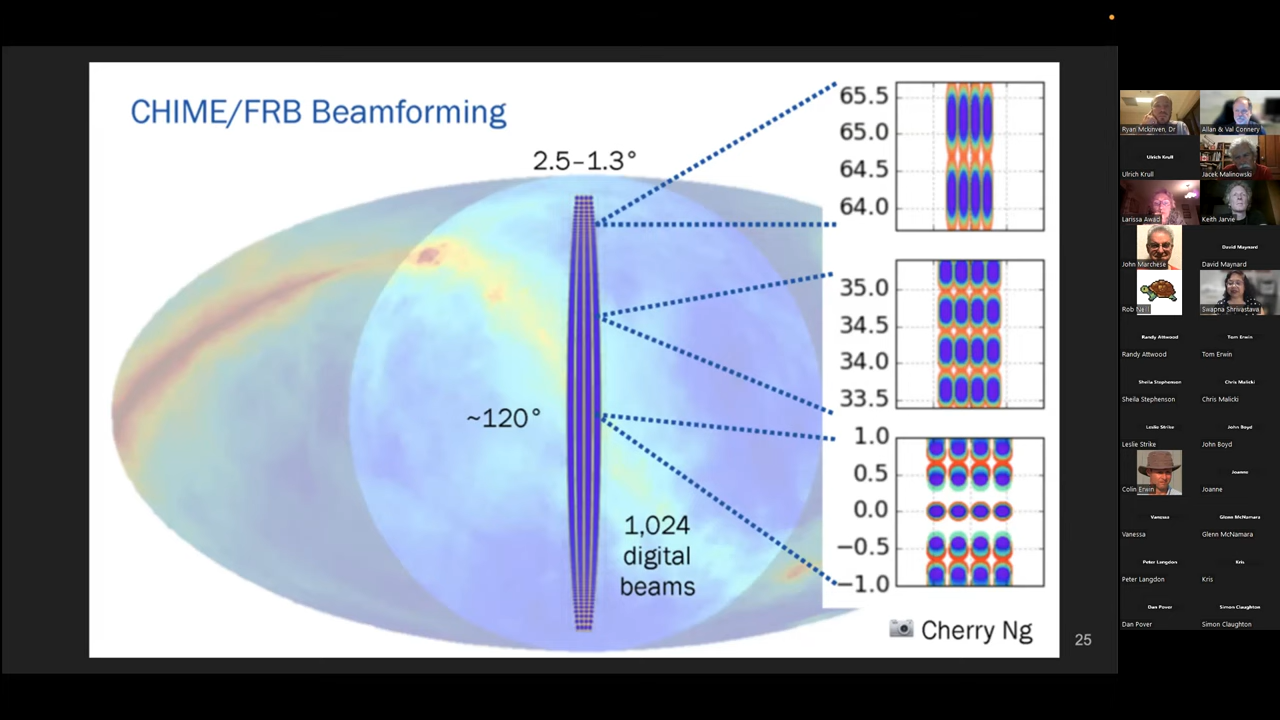 CHIME/FRB Beamforming
2.5–1.3°
~120°
1,024
digital
beams
65.5
65.0
64.5
64.0
35.0
34.5
34.0
33.5
1.0
0.5
0.0
−0.5
−1.0
Cherry Ng
25
Ryan Mckinven, Dr
Allan & Val Connery
Ulrich Krull
Ulrich Krull
Jacek Malinowski
Larissa Awad
Keith Jarvie
John Marchese
David Maynard
David Maynard
Rob Neill
Swapna Shrivastava
Randy Attwood
Randy Attwood
Tom Erwin
Tom Erwin
Sheila Stephenson
Sheila Stephenson
Chris Malicki
Chris Malicki
Leslie Strike
Leslie Strike
John Boyd
John Boyd
Colin Erwin
Joanne
Joanne
Vanessa
Vanessa
Glenn McNamara
Glenn McNamara
Peter Langdon
Peter Langdon
Kris
Kris
Dan Pover
Dan Pover
Simon Claughton
Simon Claughton